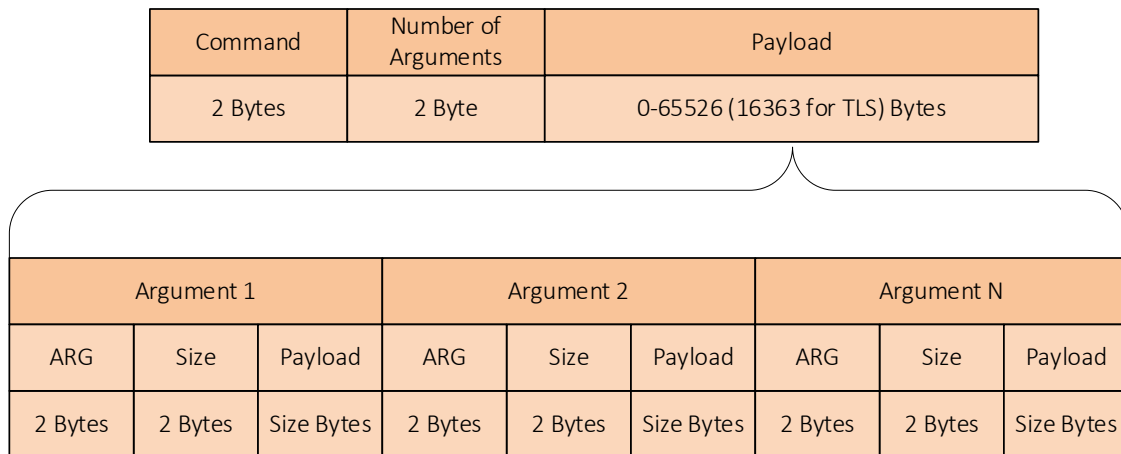 Command
Number of
Arguments
Payload
2 Bytes
2 Byte
0-65526 (16363 for TLS) Bytes
Argument 1
Argument 2
Argument N
ARG
Size
Payload
ARG
Size
Payload
ARG
Size
Payload
2 Bytes
2 Bytes
Size Bytes
2 Bytes
2 Bytes
Size Bytes
2 Bytes
2 Bytes
Size Bytes